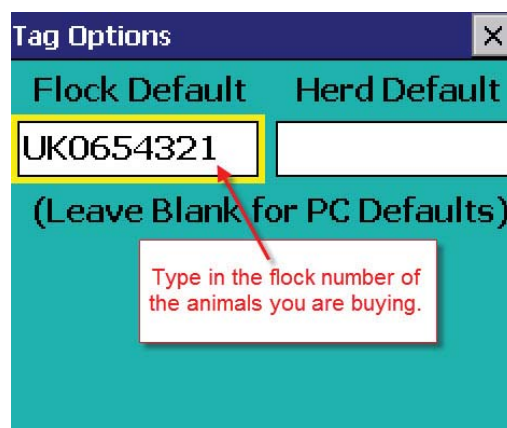 Tag Options
Flock Default Herd Default
UK0654321
(Leave Blank for PC Defaults)
Type in the flock number of
the animals you are buying.